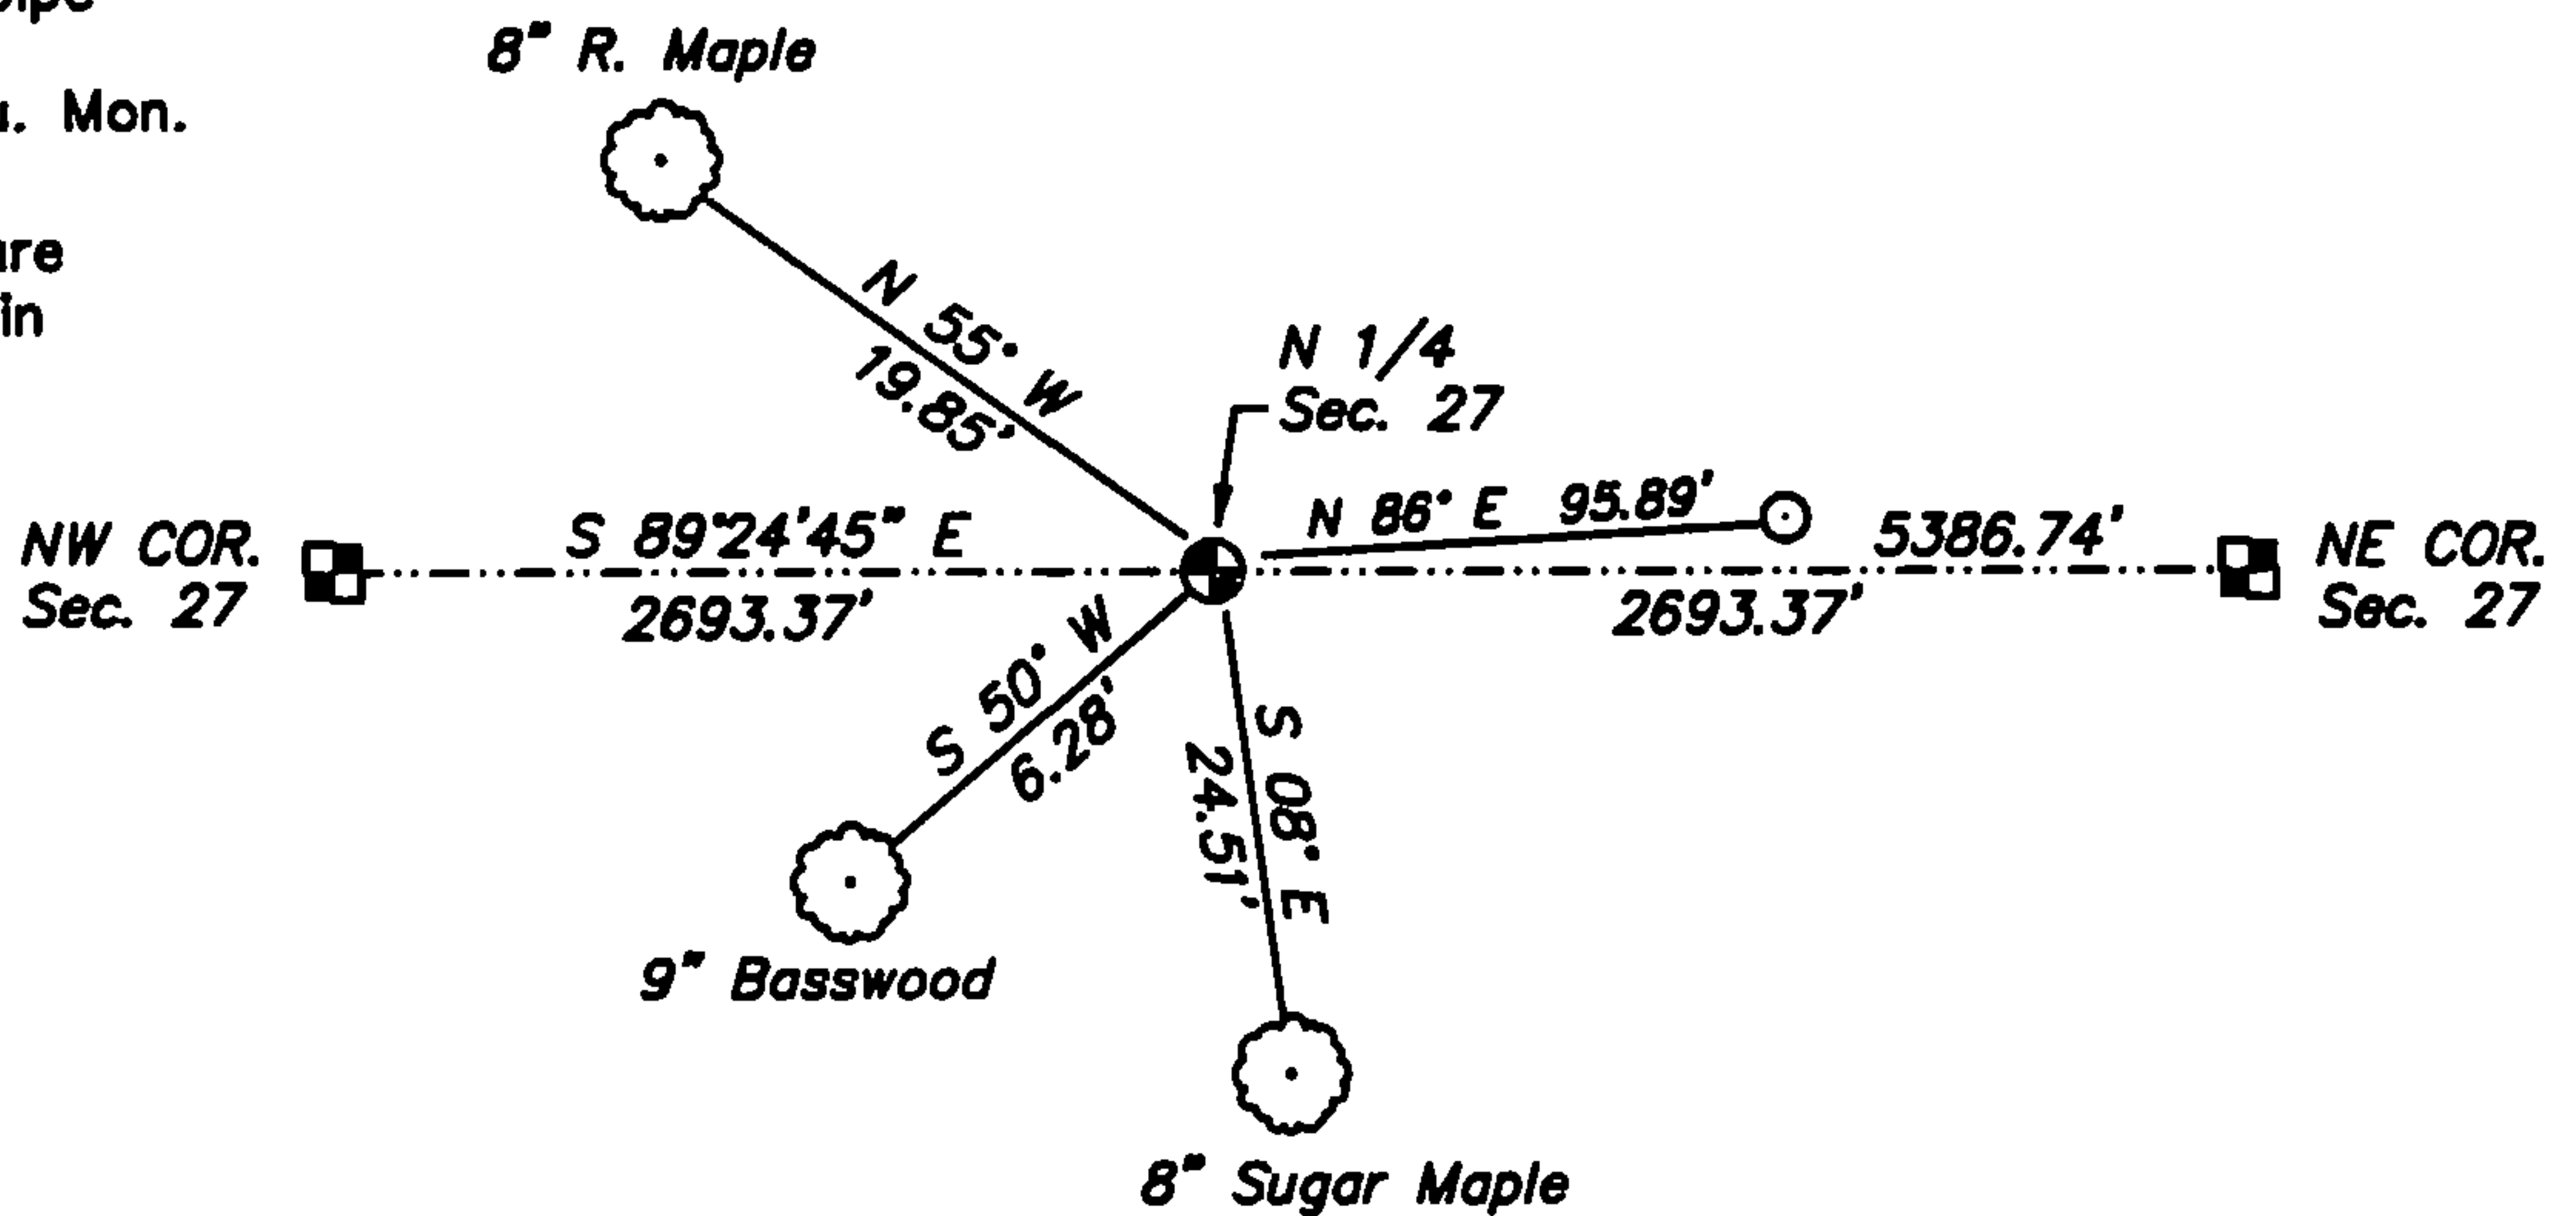 8" R. Maple
Mon.
N 55° W
19.85'
N 1/4
Sec. 27
N 86° E 95.89'
NW COR.
Sec. 27
S 89°24'45" E
2693.37'
5386.74'
2693.37'
NE COR.
Sec. 27
S 50° W
6.28'
S 08° E
24.51'
9" Basswood
8" Sugar Maple